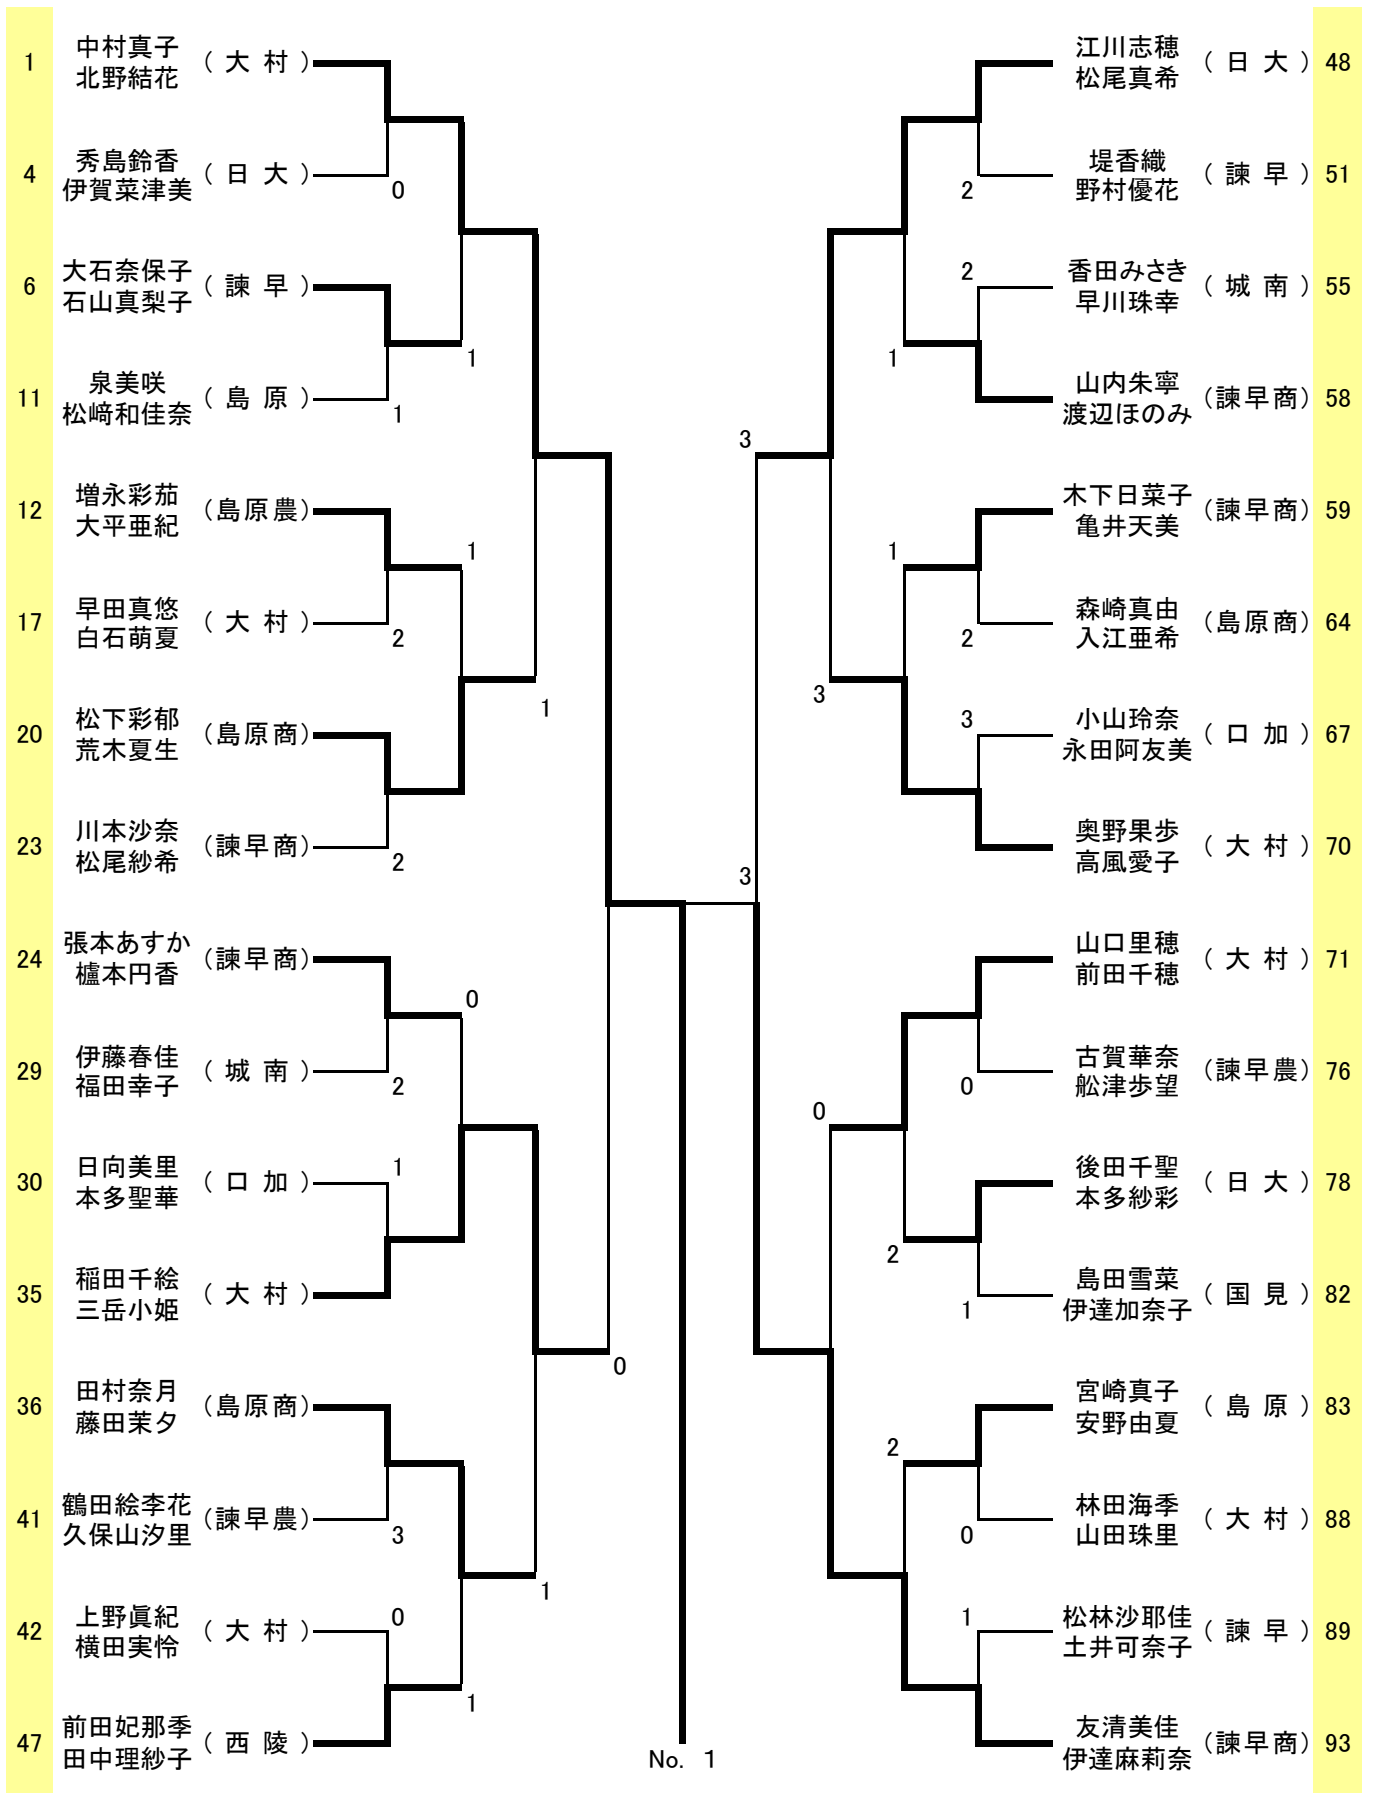 1 中村真子 北野結花 (大村)
4 秀島鈴香 伊賀菜津美 (日大) 0
6 大石奈保子 石山真梨子 (諫早)
1
11 泉美咲 松﨑和佳奈 (島原) 1
12 増永彩茄 大平亜紀 (島原農)
1
17 早田真悠 白石萌夏 (大村) 2
1
20 松下彩郁 荒木夏生 (島原商)
23 川本沙奈 松尾紗希 (諫早商) 2
24 張本あすか 櫨本円香 (諫早商)
0
29 伊藤春佳 福田幸子 (城南) 2
30 日向美里 本多聖華 (口加) 1
35 稲田千絵 三岳小姫 (大村)
0
36 田村奈月 藤田茉夕 (島原商)
41 鶴田絵李花 久保山汐里 (諫早農) 3
1
42 上野眞紀 横田実怜 (大村) 0
1
47 前田妃那季 田中理紗子 (西陵)
江川志穂 松尾真希 (日大) 48
2 堤香織 野村優花 (諫早) 51
2 香田みさき 早川珠幸 (城南) 55
1
山内朱寧 渡辺ほのみ (諫早商) 58
3
木下日菜子 亀井天美 (諫早商) 59
1
2 森崎真由 入江亜希 (島原商) 64
3
3 小山玲奈 永田阿友美 (口加) 67
奥野果歩 高風愛子 (大村) 70
3
山口里穂 前田千穂 (大村) 71
0 古賀華奈 舩津歩望 (諫早農) 76
0
後田千聖 本多紗彩 (日大) 78
2
1 島田雪菜 伊達加奈子 (国見) 82
宮崎真子 安野由夏 (島原) 83
2
0 林田海季 山田珠里 (大村) 88
1 松林沙耶佳 土井可奈子 (諫早) 89
友清美佳 伊達麻莉奈 (諫早商) 93
No. 1